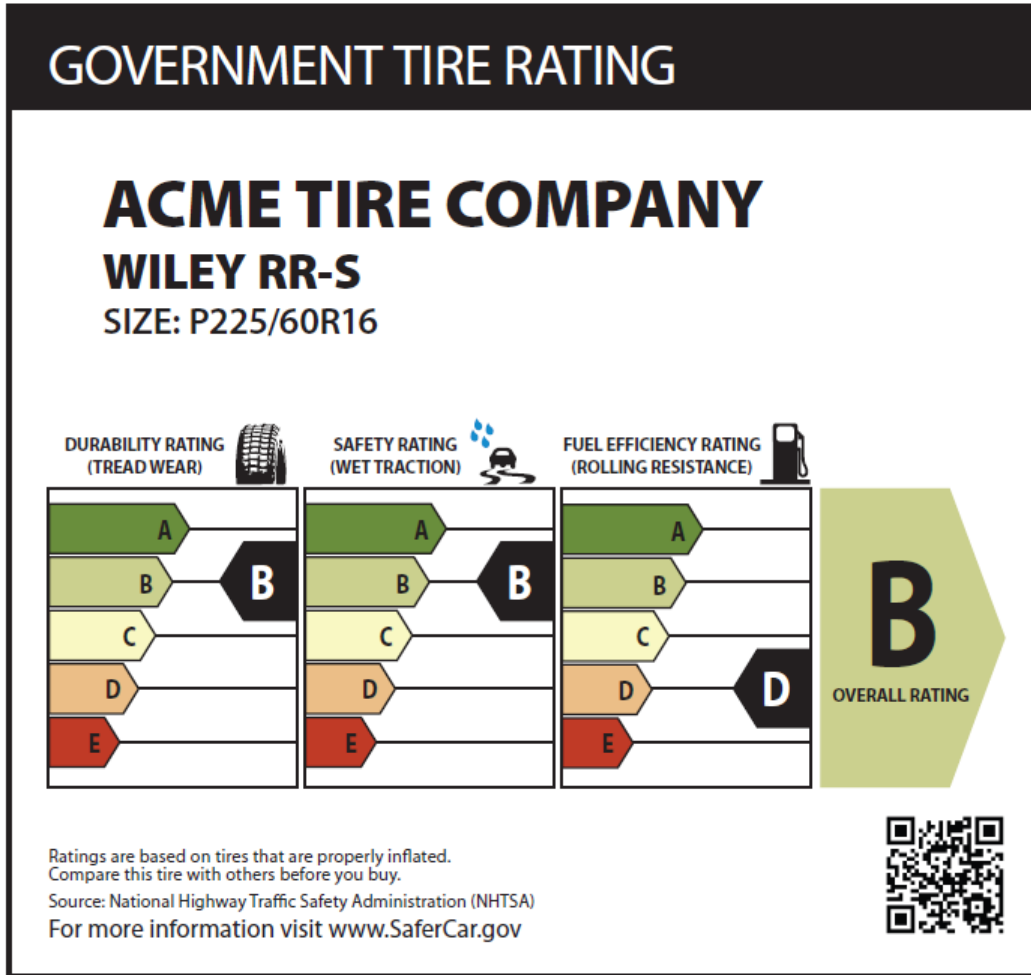 GOVERNMENT TIRE RATING
ACME TIRE COMPANY
WILEY RR-S
SIZE: P225/60R16
DURABILITY RATING
(TREAD WEAR)
A
B
C
D
E
B
SAFETY RATING
(WET TRACTION)
A
B
C
D
E
B
FUEL EFFICIENCY RATING
(ROLLING RESISTANCE)
A
B
C
D
E
D
B
OVERALL RATING
Ratings are based on tires that are properly inflated.
Compare this tire with others before you buy.
Source: National Highway Traffic Safety Administration (NHTSA)
For more information visit www.SaferCar.gov